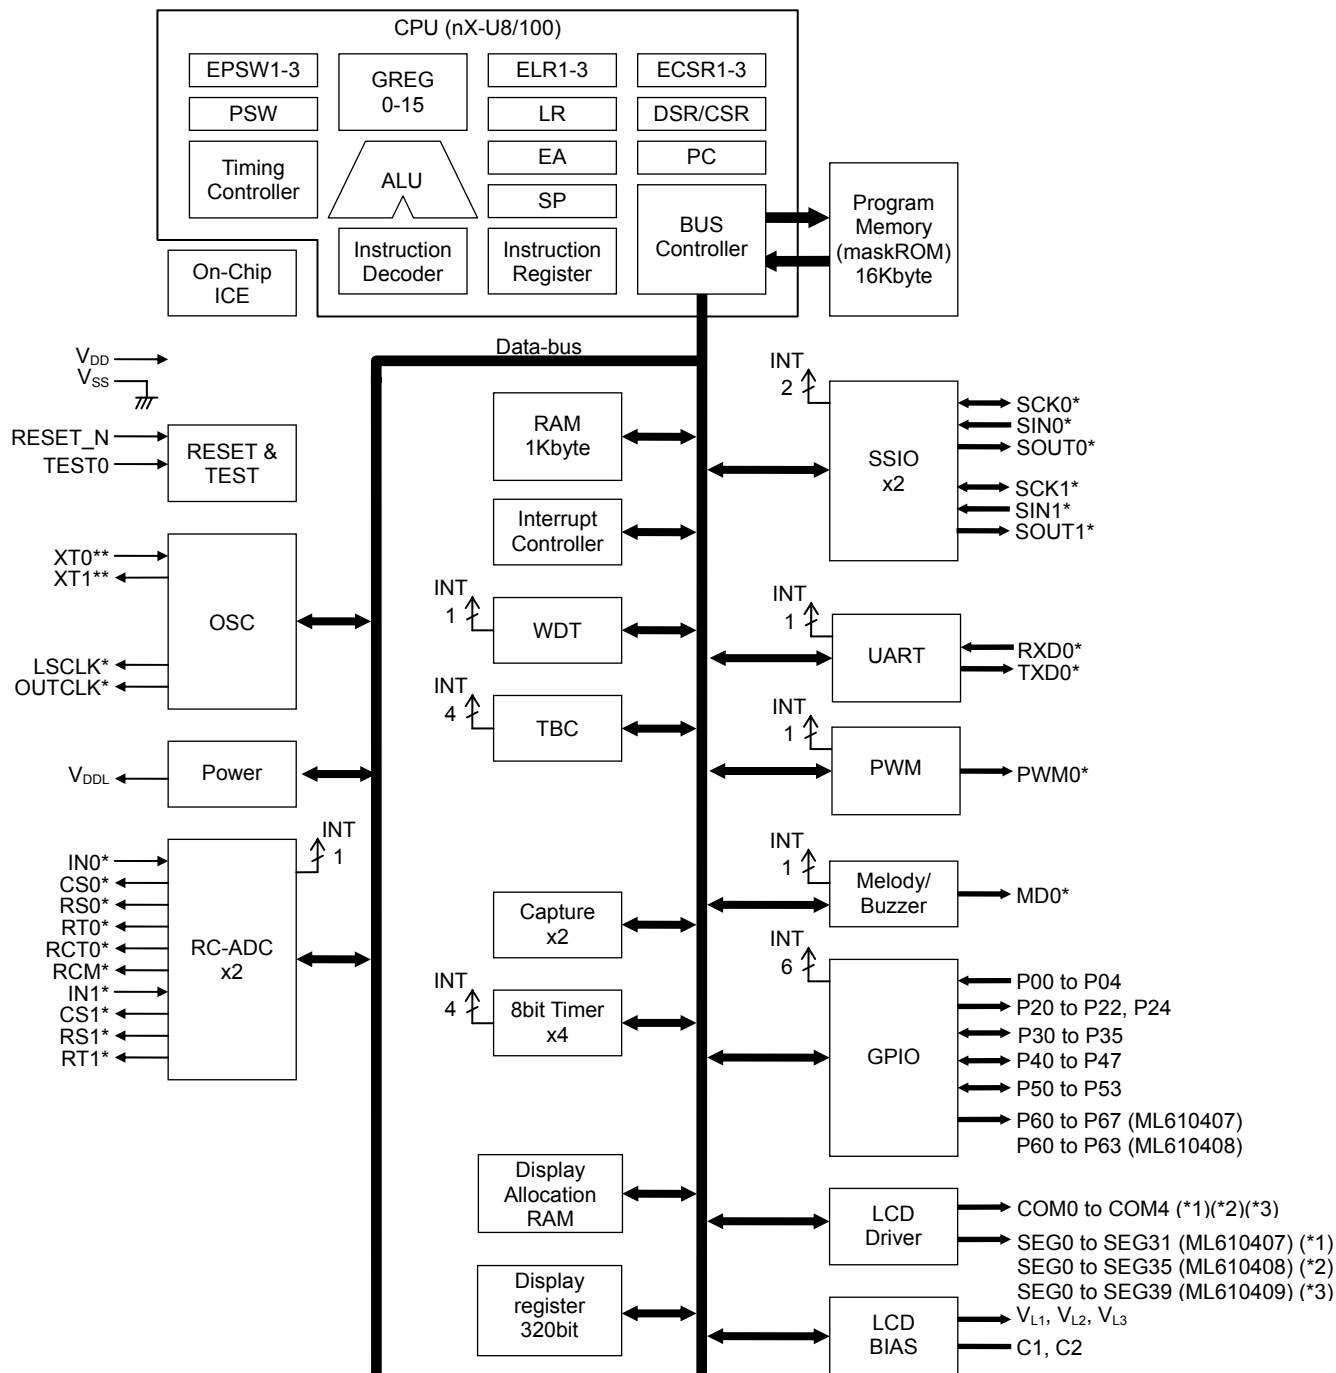 CPU (nX-U8/100)
EPSW1-3
GREG
0-15
ELR1-3
ECSR1-3
PSW
LR
DSR/CSR
Timing
Controller
ALU
EA
PC
SP
BUS
Controller
Program
Memory
(maskROM)
16Kbyte
Instruction
Decoder
Instruction
Register
On-Chip
ICE
Data-bus
VDD
VSS
RESET_N
TEST0
RESET &
TEST
XT0**
XT1**
OSC
LSCLK*
OUTCLK*
VDDL
Power
INT
1
IN0*
CS0*
RS0*
RT0*
RCT0*
RCM*
IN1*
CS1*
RS1*
RT1*
RC-ADC
x2
RAM
1Kbyte
Interrupt
Controller
INT
1
WDT
INT
4
TBC
Capture
x2
INT
4
8bit Timer
x4
Display
Allocation
RAM
Display
register
320bit
INT
2
SSIO
x2
SCK0*
SIN0*
SOUT0*
SCK1*
SIN1*
SOUT1*
INT
1
UART
RXD0*
TXD0*
INT
1
PWM
PWM0*
INT
1
Melody/
Buzzer
MD0*
INT
6
GPIO
P00 to P04
P20 to P22, P24
P30 to P35
P40 to P47
P50 to P53
P60 to P67 (ML610407)
P60 to P63 (ML610408)
LCD
Driver
COM0 to COM4 (*1)(*2)(*3)
SEG0 to SEG31 (ML610407) (*1)
SEG0 to SEG35 (ML610408) (*2)
SEG0 to SEG39 (ML610409) (*3)
LCD
BIAS
VL1, VL2, VL3
C1, C2